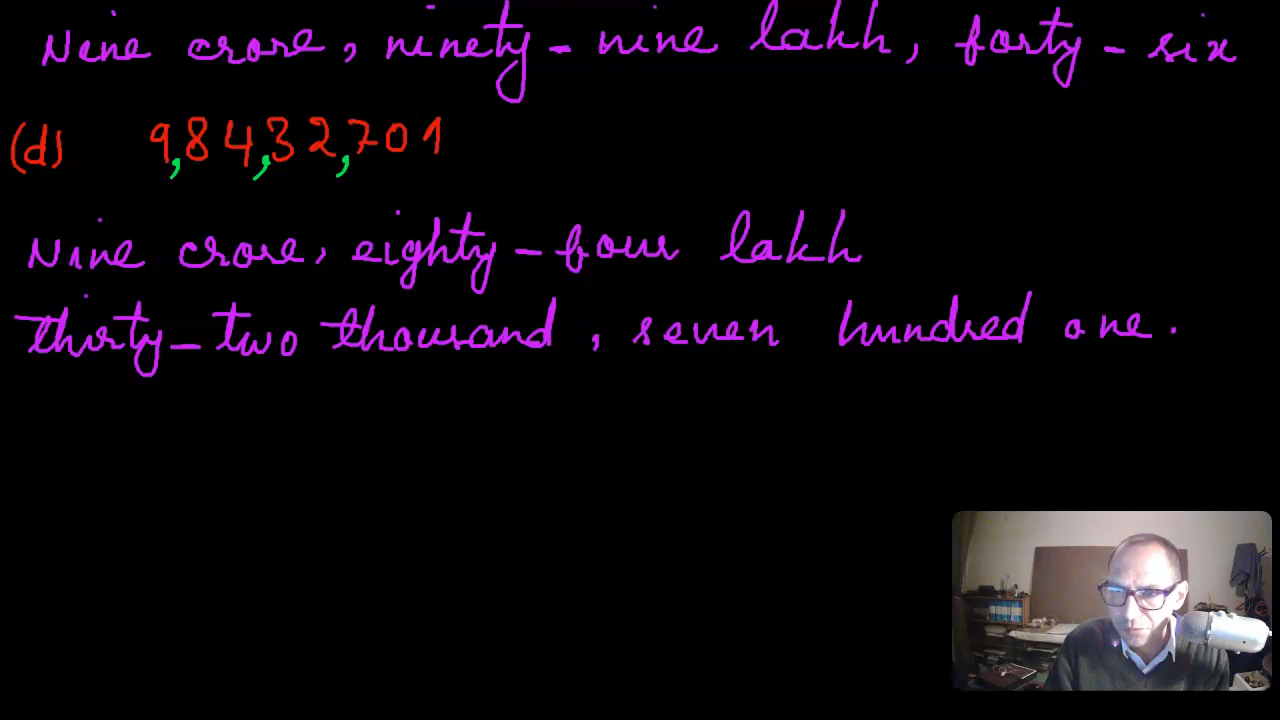 Nine crore, ninety-nine lakh, forty-six
(d) 9,84,32,701
Nine crore, eighty-four lakh
thirty-two thousand, seven hundred one.